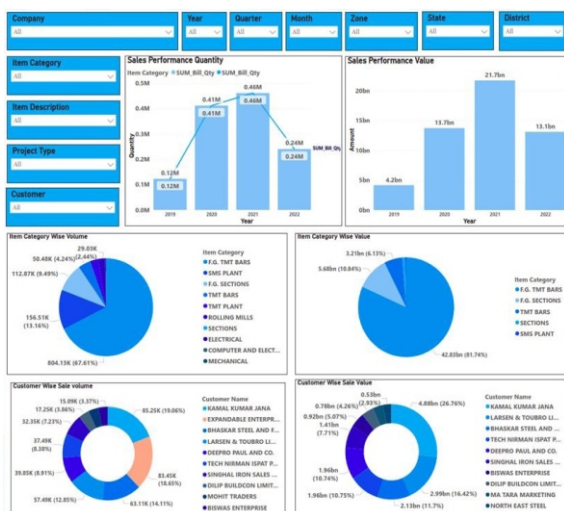 Company
All
Year
All
Quarter
All
Month
All
Zone
All
State
All
District
All
Item Category
All
Item Description
All
Project Type
All
Customer
All
Sales Performance Quantity
Item Category SUM_Bill_Qty SUM_Bill_Qty
Quantity
0.5M
0.4M
0.3M
0.2M
0.1M
0.0M
0.12M
0.12M
0.41M
0.41M
0.46M
0.46M
0.24M
0.24M
SUM_Bill_Qty
2019
2020
2021
2022
Year
Sales Performance Value
Amount
20bn
15bn
10bn
5bn
0bn
4.2bn
13.7bn
21.7bn
13.1bn
2019
2020
2021
2022
Year
Item Category Wise Volume
29.03K
(2.44%)
50.48K (4.24%)
112.87K (9.49%)
156.51K
(13.16%)
804.13K (67.61%)
Item Category
F.G. TMT BARS
SMS PLANT
F.G. SECTIONS
TMT BARS
TMT PLANT
ROLLING MILLS
SECTIONS
ELECTRICAL
COMPUTER AND ELECT...
MECHANICAL
Item Category Wise Value
3.21bn (6.13%)
5.68bn (10.84%)
42.83bn (81.74%)
Item Category
F.G. TMT BARS
F.G. SECTIONS
TMT BARS
SECTIONS
SMS PLANT
Customer Wise Sale volume
15.09K (3.37%)
17.25K (3.86%)
32.35K (7.23%)
37.49K
(8.38%)
39.85K (8.91%)
57.49K (12.85%)
63.11K (14.11%)
83.45K
(18.65%)
85.25K (19.06%)
Customer Name
KAMAL KUMAR JANA
EXPANDABLE ENTERPR...
BHASKAR STEEL AND F...
LARSEN & TOUBRO LI...
DEEPRO PAUL AND CO.
TECH NIRMAN ISPAT P...
SINGHAL IRON SALES ...
DILIP BUILDCON LIMIT...
MOHIT TRADERS
BISWAS ENTERPRISE
Customer Wise Sale Value
0.53bn
(2.93%)
0.78bn (4.26%)
0.92bn (5.07%)
1.41bn
(7.71%)
1.96bn
(10.74%)
1.96bn (10.75%)
2.13bn (11.7%)
2.99bn (16.42%)
4.88bn (26.76%)
Customer Name
KAMAL KUMAR JANA
LARSEN & TOUBRO LI...
BHASKAR STEEL AND ...
TECH NIRMAN ISPAT P...
DEEPRO PAUL AND CO.
SINGHAL IRON SALES ...
BISWAS ENTERPRISE
DILIP BUILDCON LIMIT...
MA TARA MARKETING
NORTH EAST STEEL